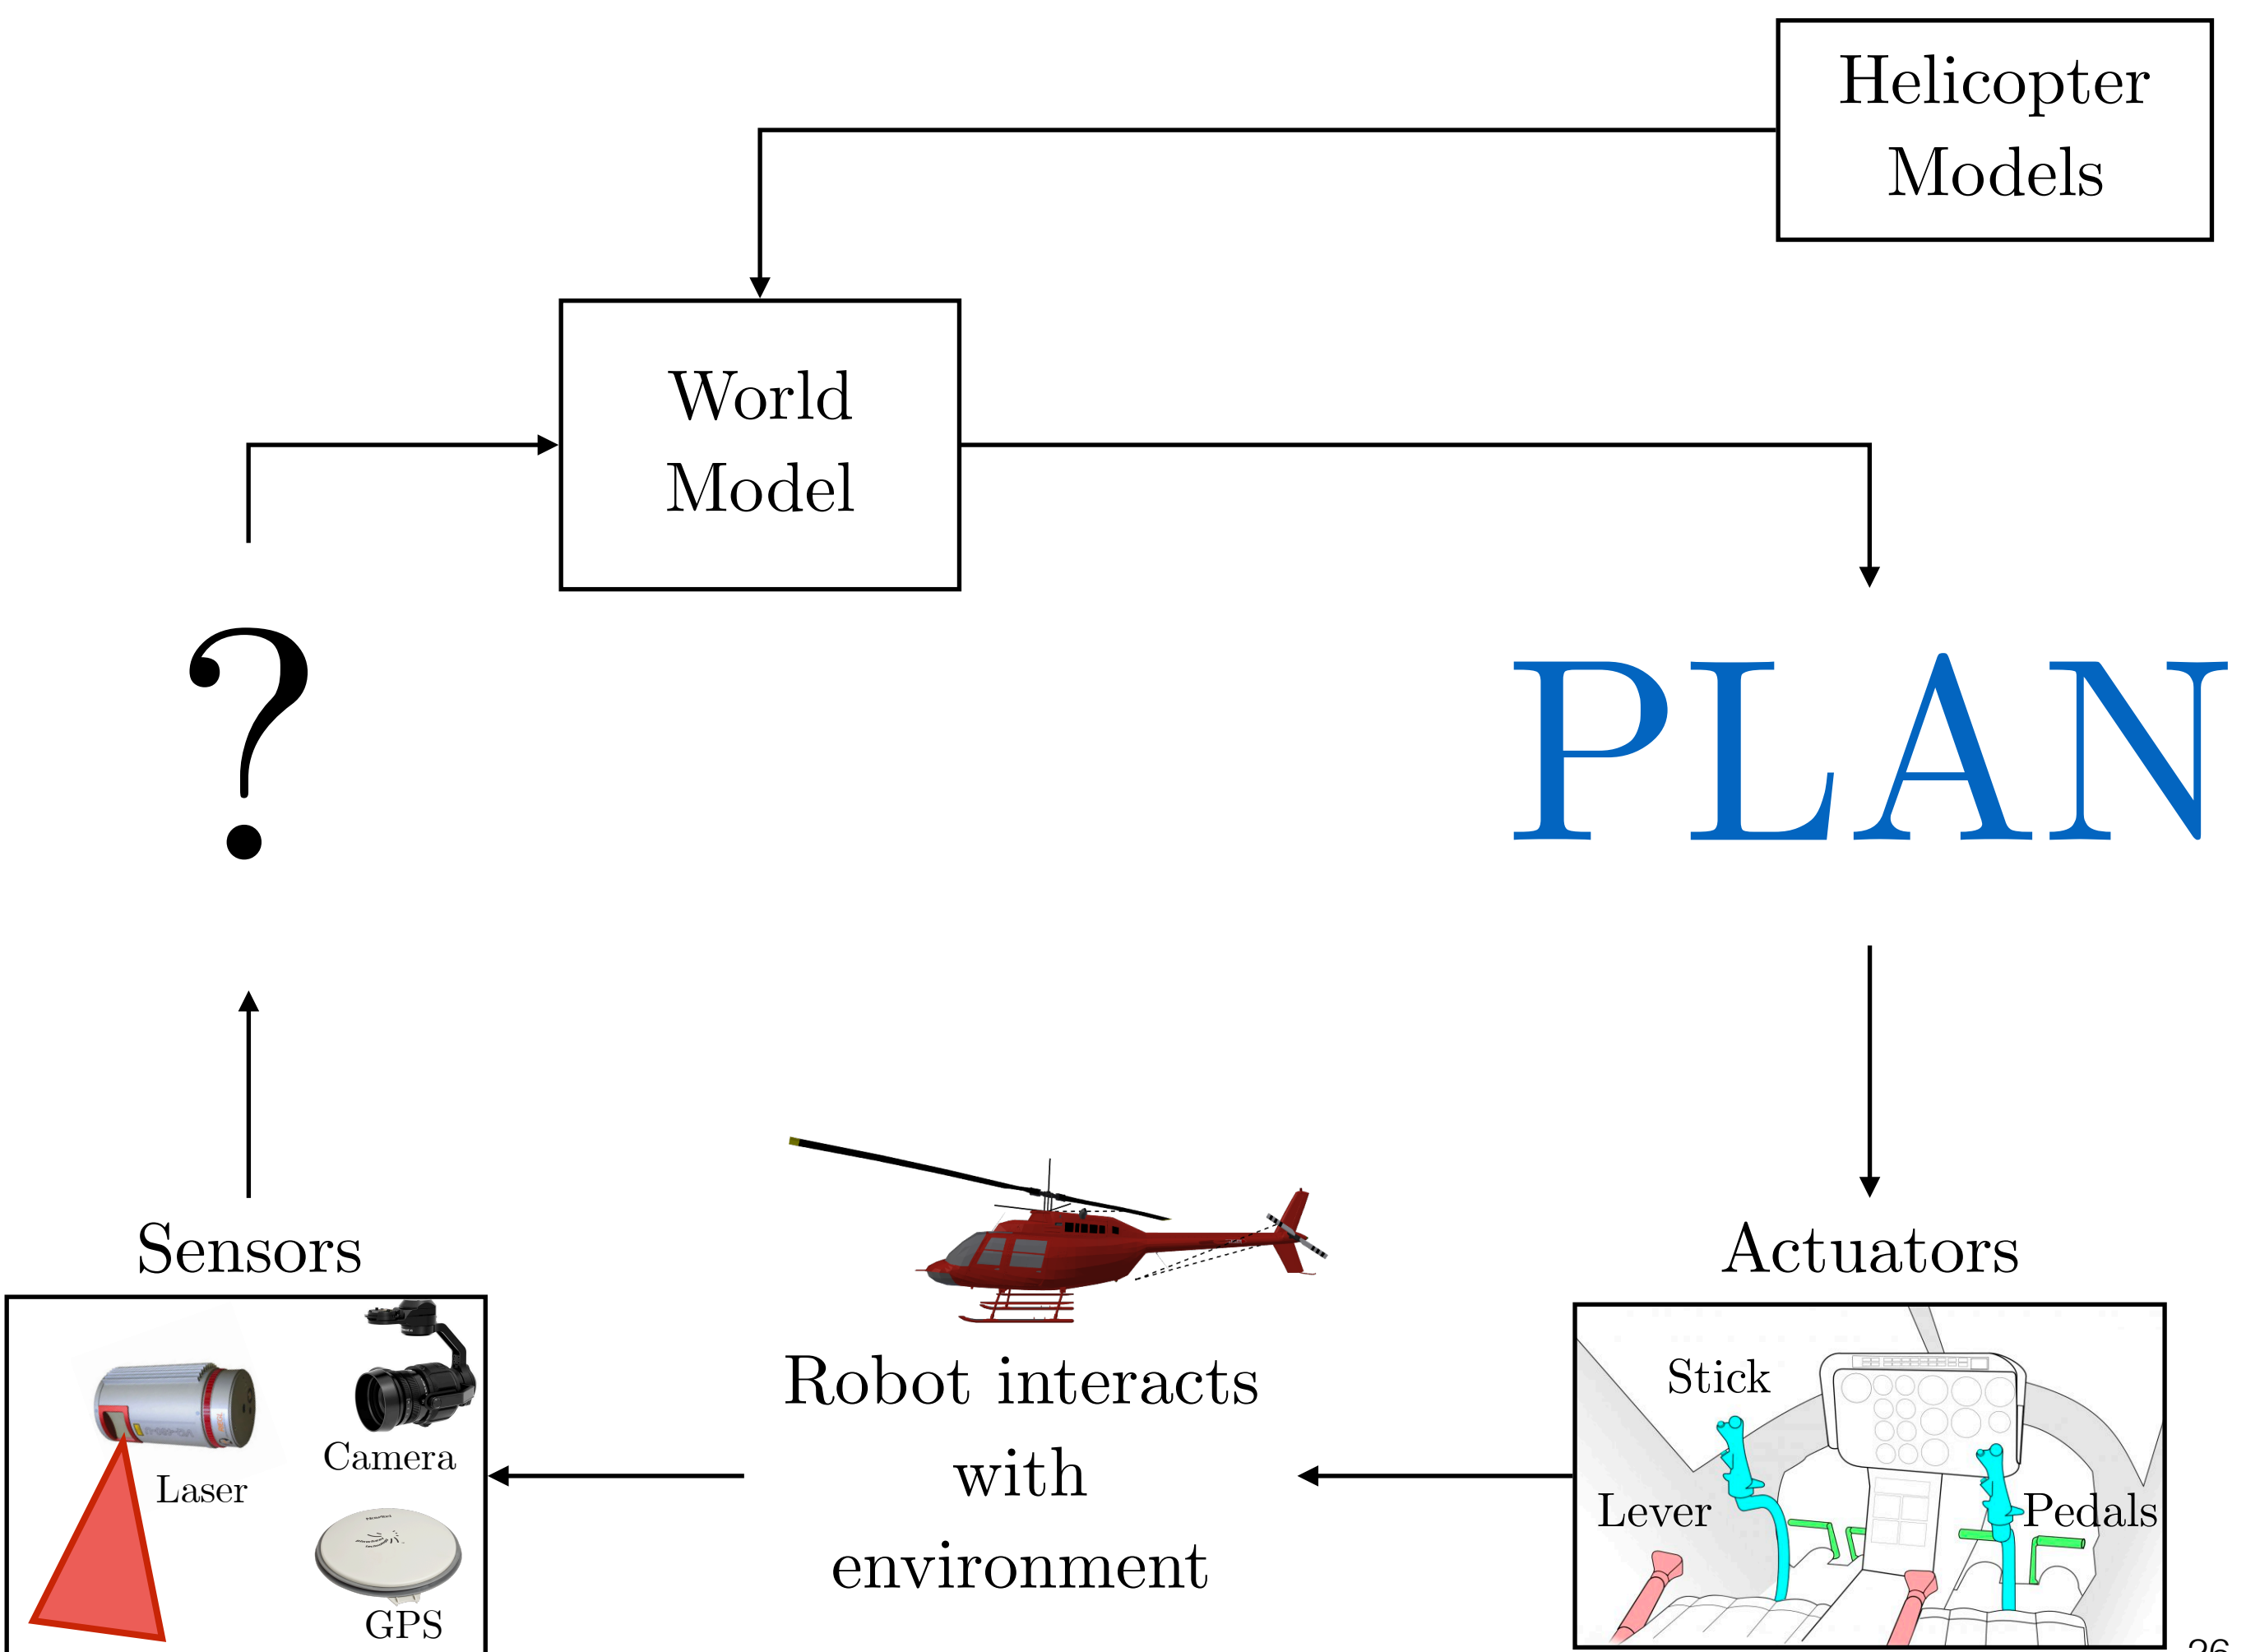 Helicopter
Models
World
Model
?
PLAN
Sensors
Actuators
Laser
Camera
GPS
Robot interacts
with
environment
Stick
Lever
Pedals